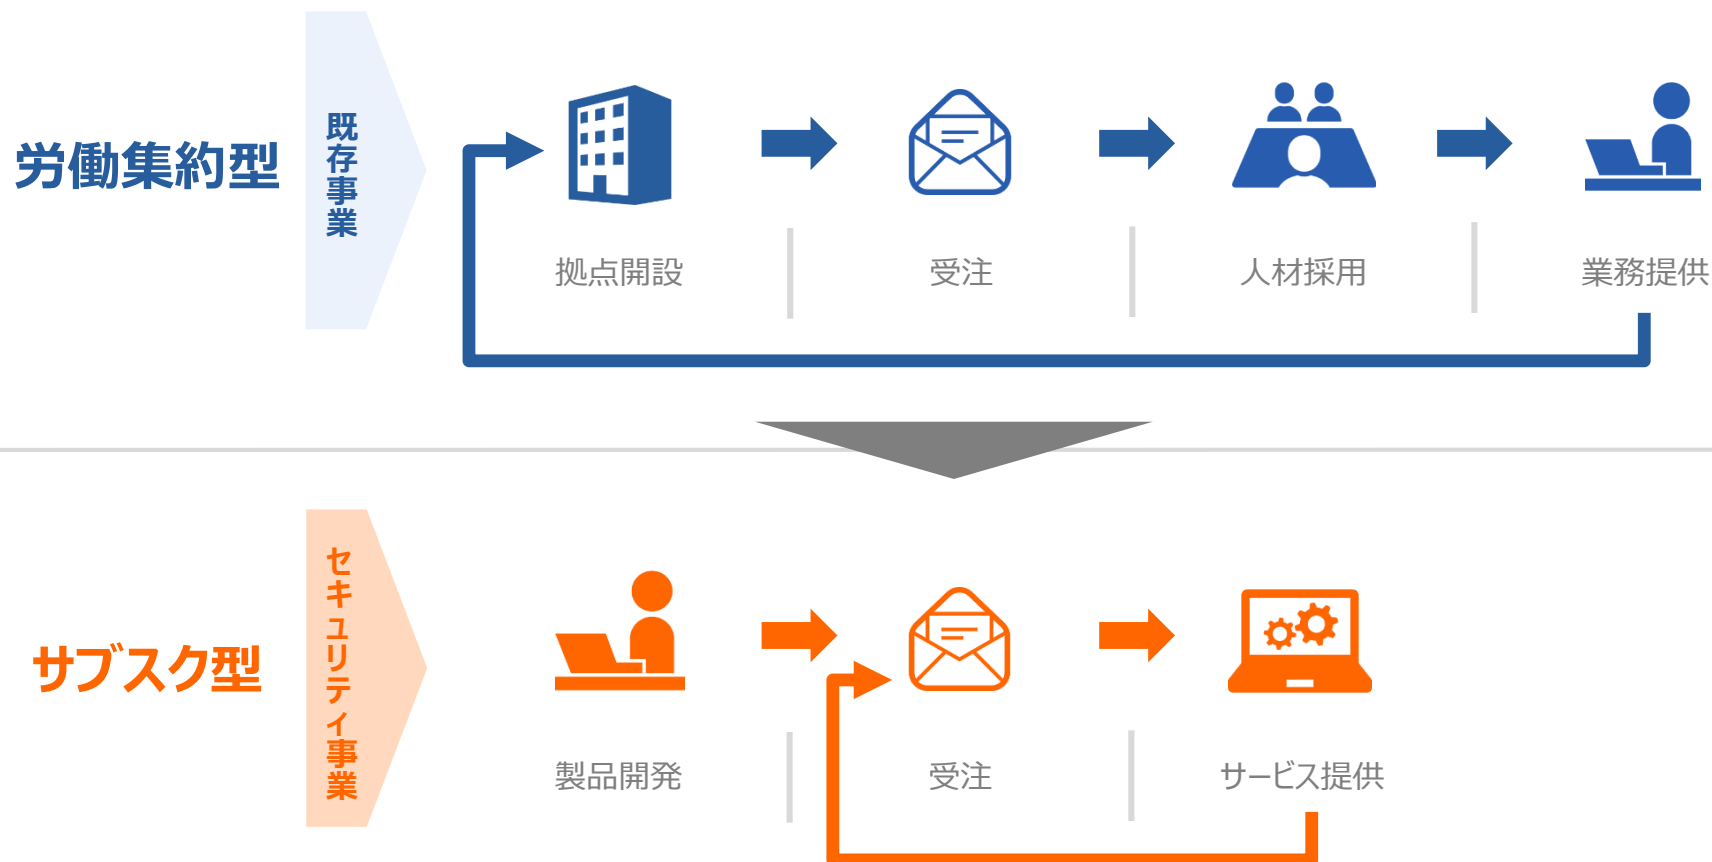 労働集約型
既存事業
拠点開設
受注
人材採用
業務提供
サブスク型
セキュリティ事業
製品開発
受注
サービス提供